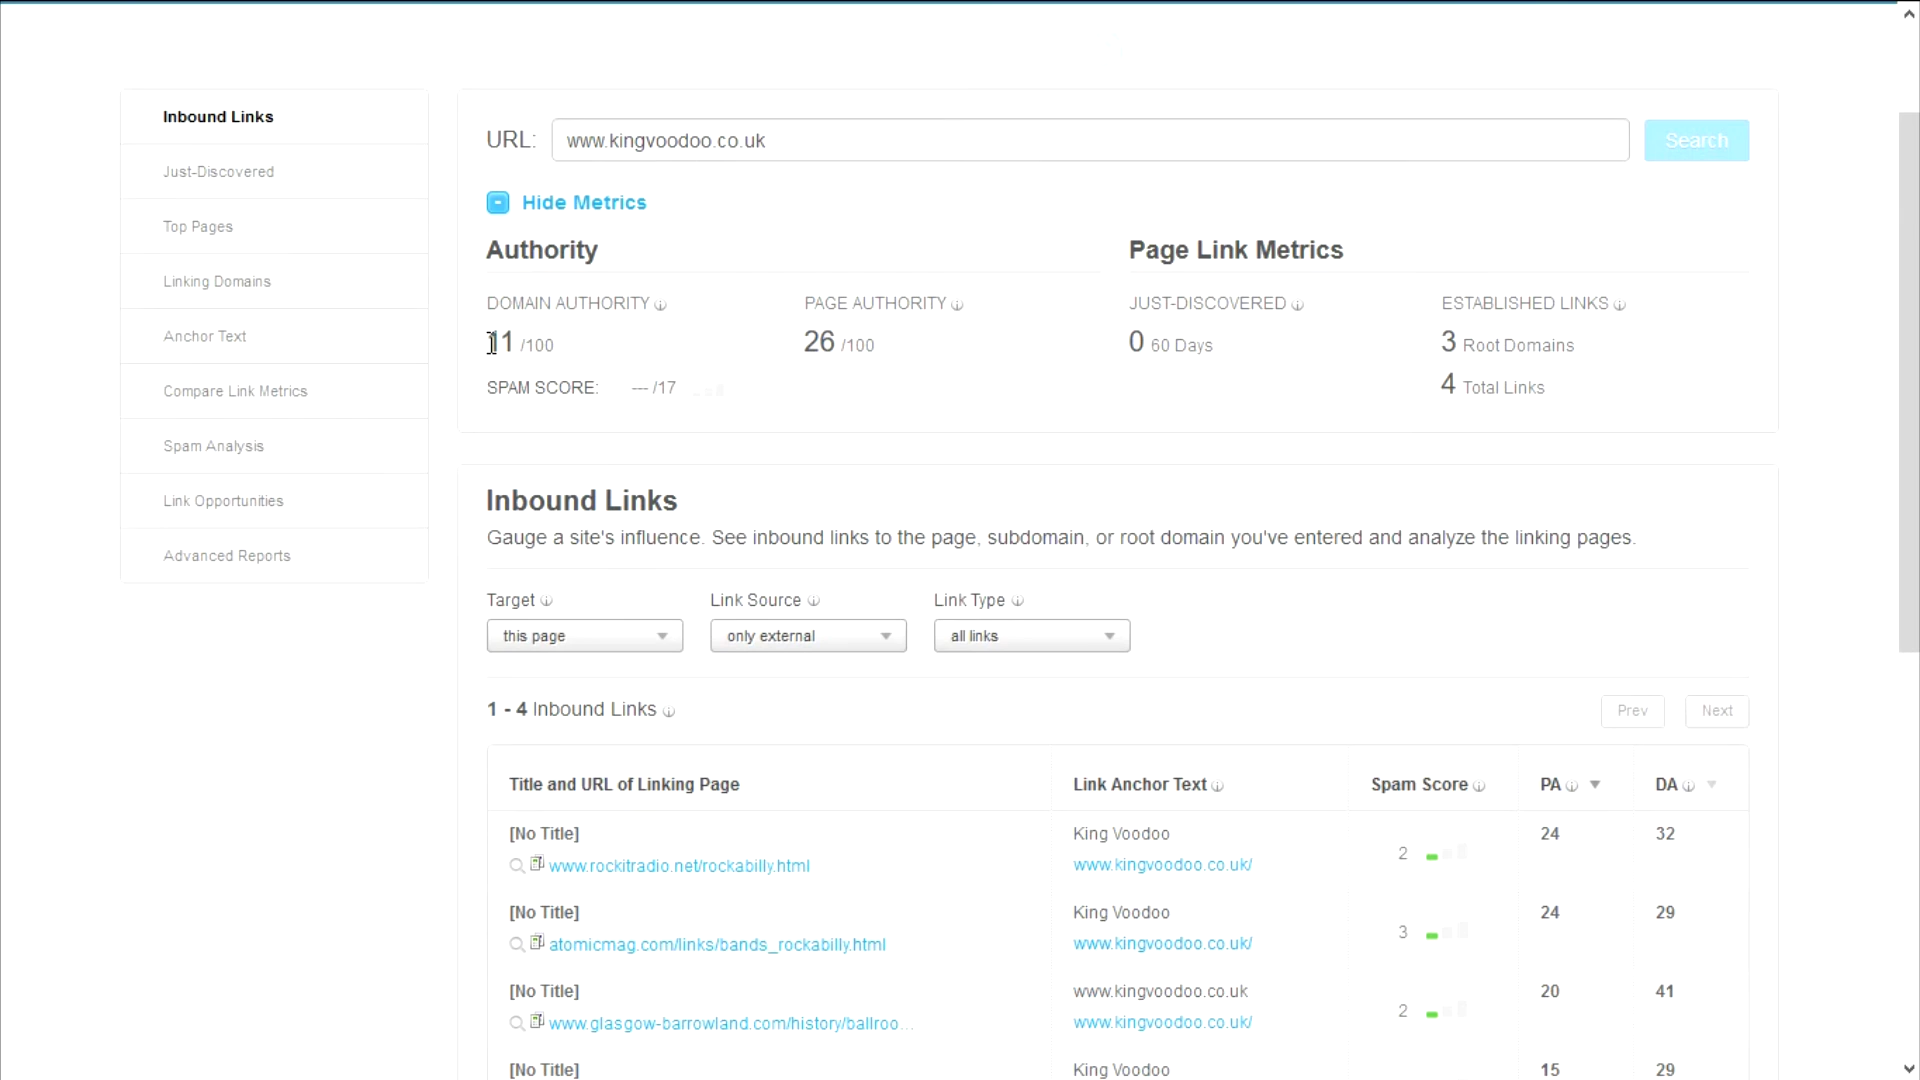 Inbound Links
Just-Discovered
Top Pages
Linking Domains
Anchor Text
Compare Link Metrics
Spam Analysis
Link Opportunities
Advanced Reports
URL: www.kingvoodoo.co.uk Search
- Hide Metrics
Authority
DOMAIN AUTHORITY
11 /100
SPAM SCORE: --- /17
PAGE AUTHORITY
26 /100
Page Link Metrics
JUST-DISCOVERED
0 60 Days
ESTABLISHED LINKS
3 Root Domains
4 Total Links
Inbound Links
Gauge a site's influence. See inbound links to the page, subdomain, or root domain you've entered and analyze the linking pages.
Target Link Source Link Type
this page only external all links
1 - 4 Inbound Links Prev Next
Title and URL of Linking Page Link Anchor Text Spam Score PA DA
[No Title] King Voodoo 24 32
www.rockitradio.net/rockabilly.html www.kingvoodoo.co.uk/ 2
[No Title] King Voodoo 24 29
atomicmag.com/links/bands_rockabilly.html www.kingvoodoo.co.uk/ 3
[No Title] www.kingvoodoo.co.uk 20 41
www.glasgow-barrowland.com/history/ballroo... www.kingvoodoo.co.uk/ 2
[No Title] King Voodoo 15 29